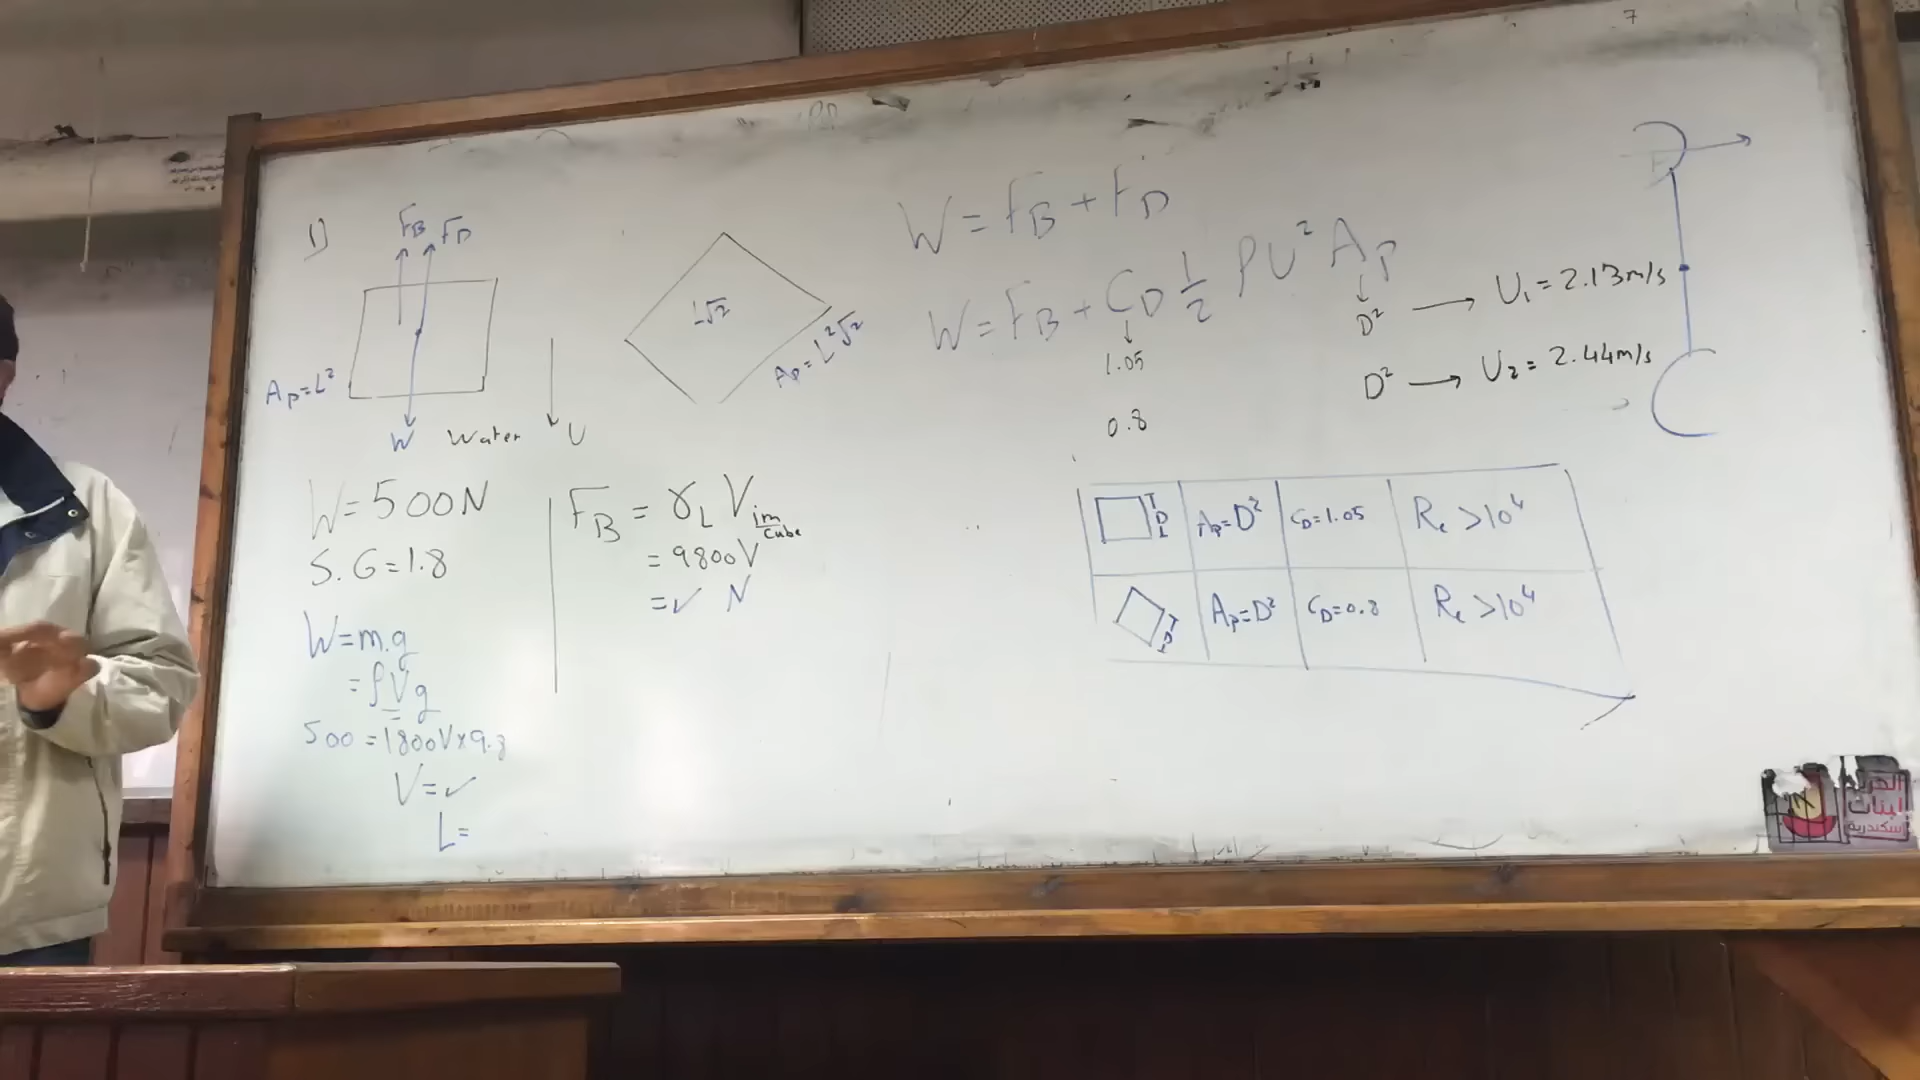 1)
FB FD
Ap=L²
W Water U
L√2
Ap=L²√2
W=500N
S.G=1.8
W=m.g
=ρVg
500=1800V×9.8
V=✓
L=
FB=γL Vim
Cube
=9800V
=✓ N
W=FB+FD
W=FB+CD 1/2 ρU² Ap
1.05
0.8
D² → U₁=2.13m/s
D² → U₂=2.44m/s
D Ap=D² CD=1.05 Re>10⁴
D Ap=D² CD=0.8 Re>10⁴
7
لبنات